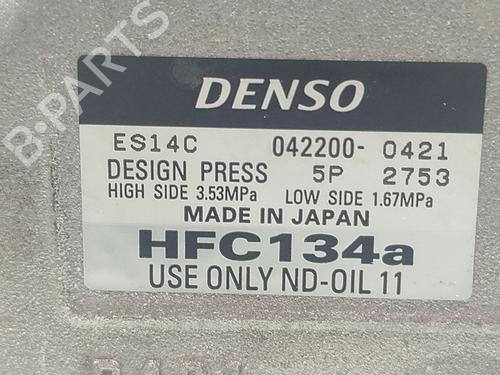 B-PARTS
DENSO
ES14C 042200-0421
DESIGN PRESS 5P 2753
HIGH SIDE 3.53MPa LOW SIDE 1.67MPa
MADE IN JAPAN
HFC134a
USE ONLY ND-OIL 11